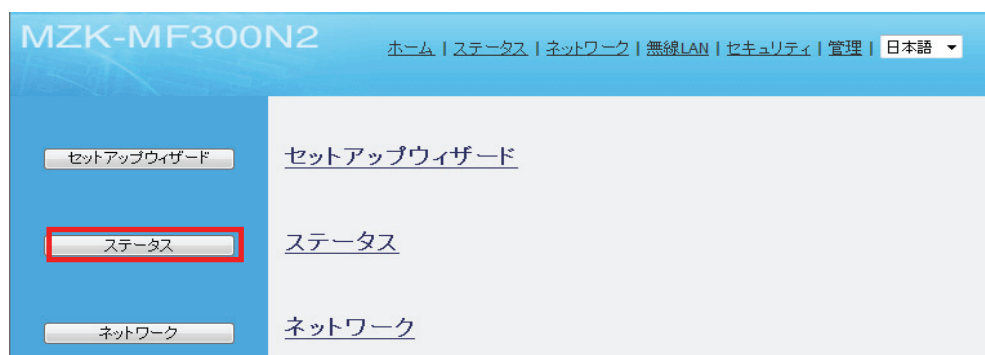 MZK-MF300N2
ホーム | ステータス | ネットワーク | 無線LAN | セキュリティ | 管理 | 日本語
セットアップウィザード
セットアップウィザード
ステータス
ステータス
ネットワーク
ネットワーク